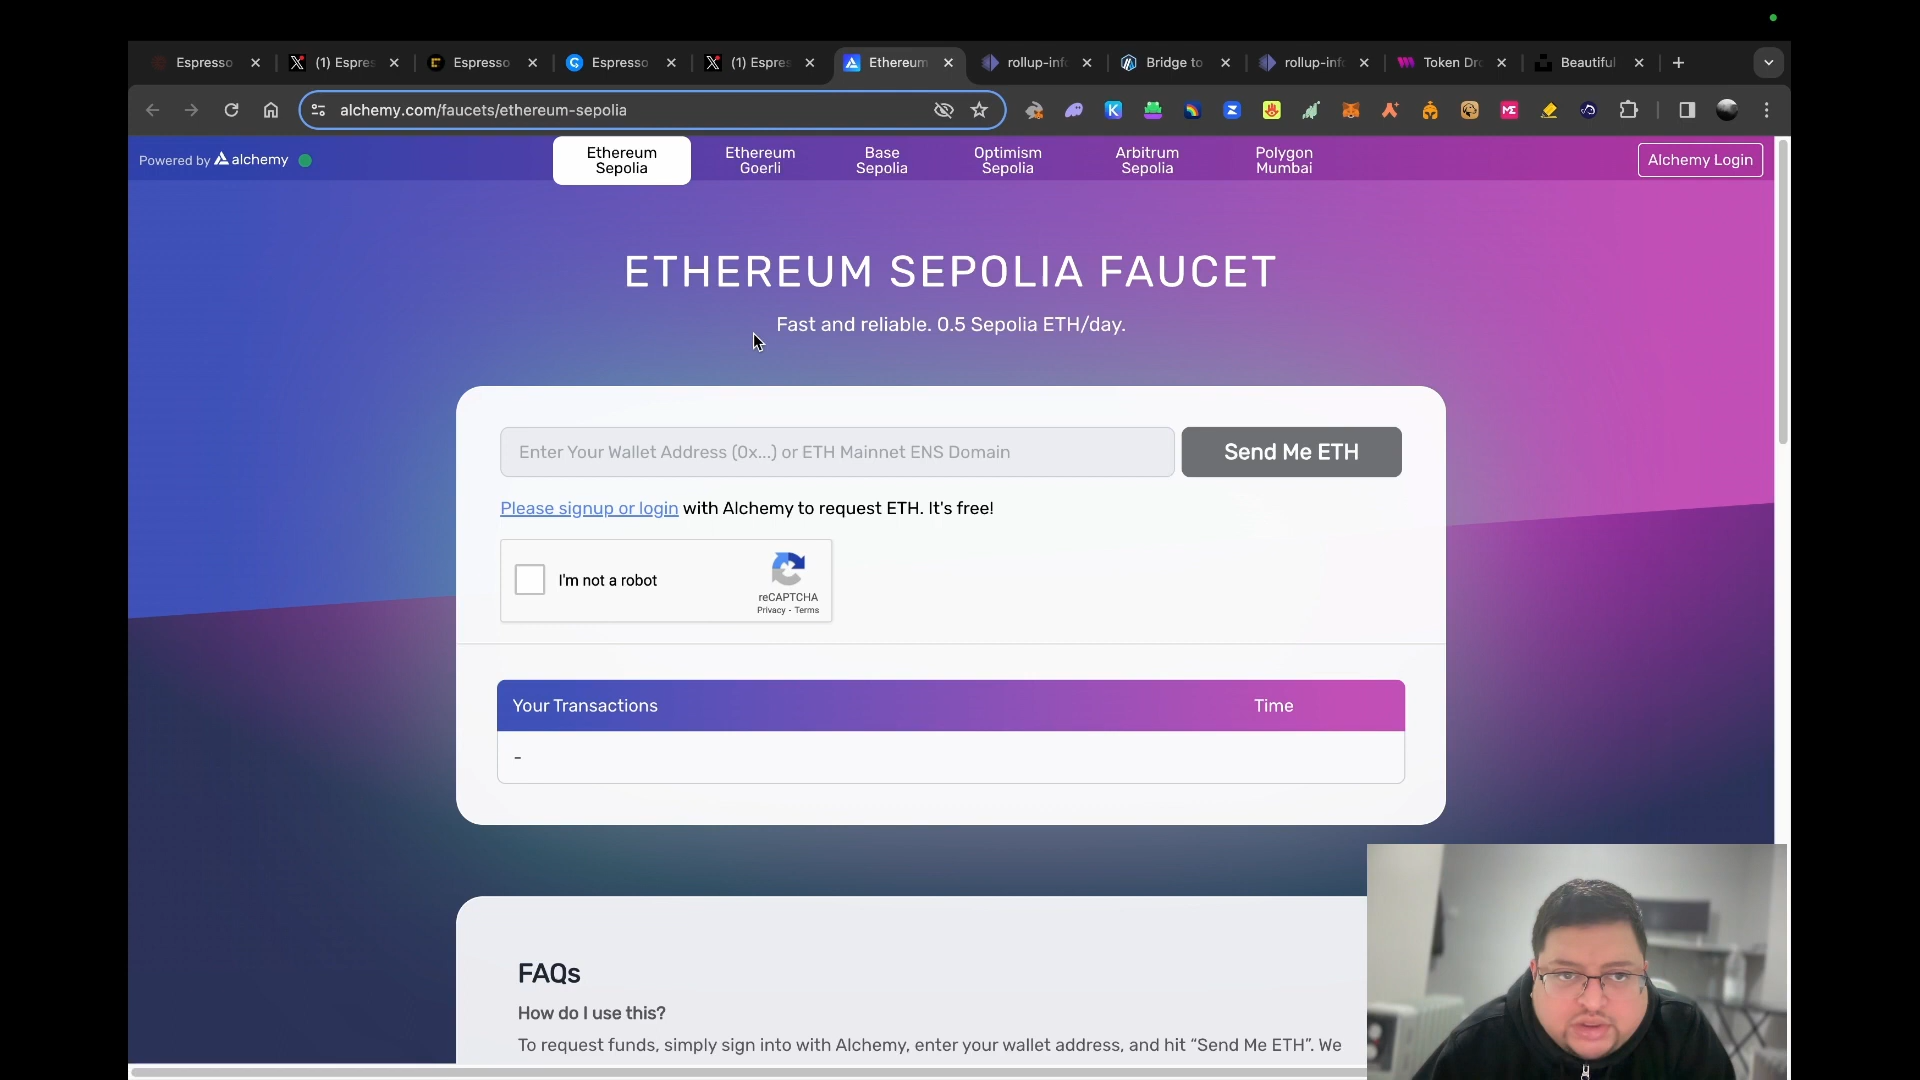 Espresso
(1) Espres
Espresso
Espresso
(1) Espres
Ethereum
rollup-info
Bridge to
rollup-info
Token Dro
Beautiful
alchemy.com/faucets/ethereum-sepolia
Powered by alchemy
Ethereum
Sepolia
Ethereum
Goerli
Base
Sepolia
Optimism
Sepolia
Arbitrum
Sepolia
Polygon
Mumbai
Alchemy Login
ETHEREUM SEPOLIA FAUCET
Fast and reliable. 0.5 Sepolia ETH/day.
Enter Your Wallet Address (0x...) or ETH Mainnet ENS Domain
Send Me ETH
Please signup or login with Alchemy to request ETH. It's free!
I'm not a robot
reCAPTCHA
Privacy - Terms
Your Transactions Time
-
FAQs
How do I use this?
To request funds, simply sign into with Alchemy, enter your wallet address, and hit “Send Me ETH”. We